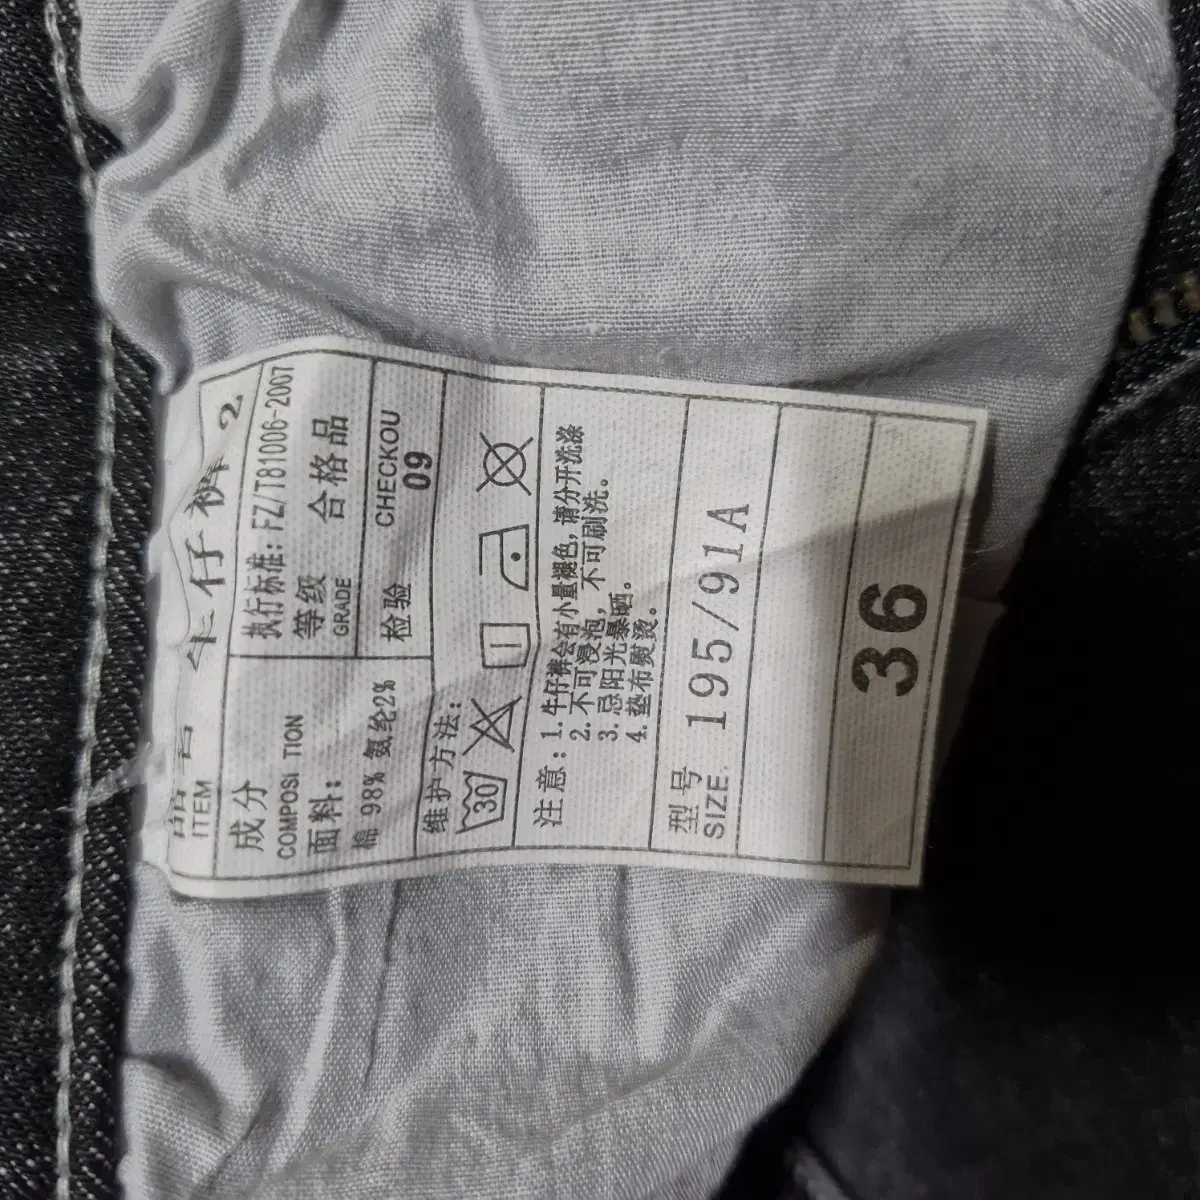 品名 牛仔裤 2
ITEM
执行标准: FZ/T81006-2007
成分
COMPOSI TION
等级 合格品
GRADE
面料:
棉 98% 氨纶2%
检验 CHECKOU
09
维护方法:
30
注意: 1. 牛仔裤会有小量褪色, 请分开洗涤
2. 不可浸泡, 不可刷洗。
3. 忌阳光暴晒。
4. 垫布熨烫。
型号 195/91A
SIZE.
36